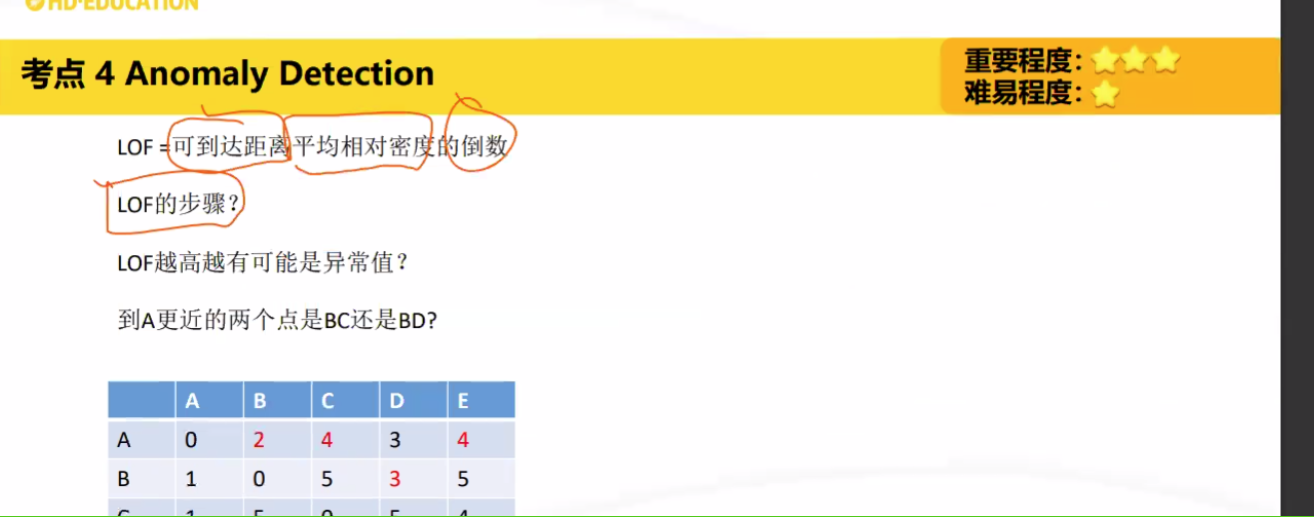 HD·EDUCATION
考点 4 Anomaly Detection
重要程度:
难易程度:
LOF =可到达距离平均相对密度的倒数
LOF的步骤?
LOF越高越有可能是异常值?
到A更近的两个点是BC还是BD?
A B C D E
A 0 2 4 3 4
B 1 0 5 3 5
C 1 5 0 5 4